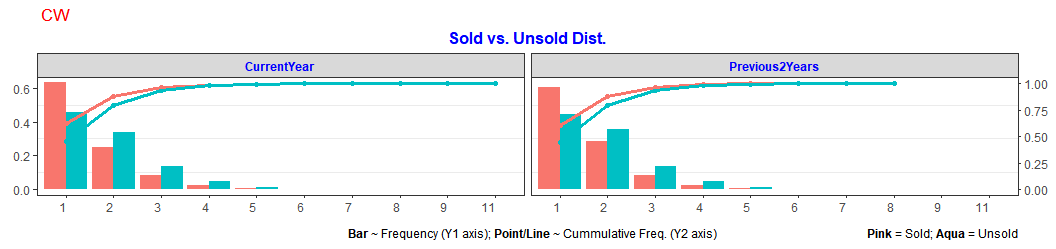 CW
Sold vs. Unsold Dist.
CurrentYear Previous2Years
0.6
0.4
0.2
0.0
1.00
0.75
0.50
0.25
0.00
1 2 3 4 5 6 7 8 9 11 1 2 3 4 5 6 7 8 9 11
Bar ~ Frequency (Y1 axis); Point/Line ~ Cummulative Freq. (Y2 axis) Pink = Sold; Aqua = Unsold